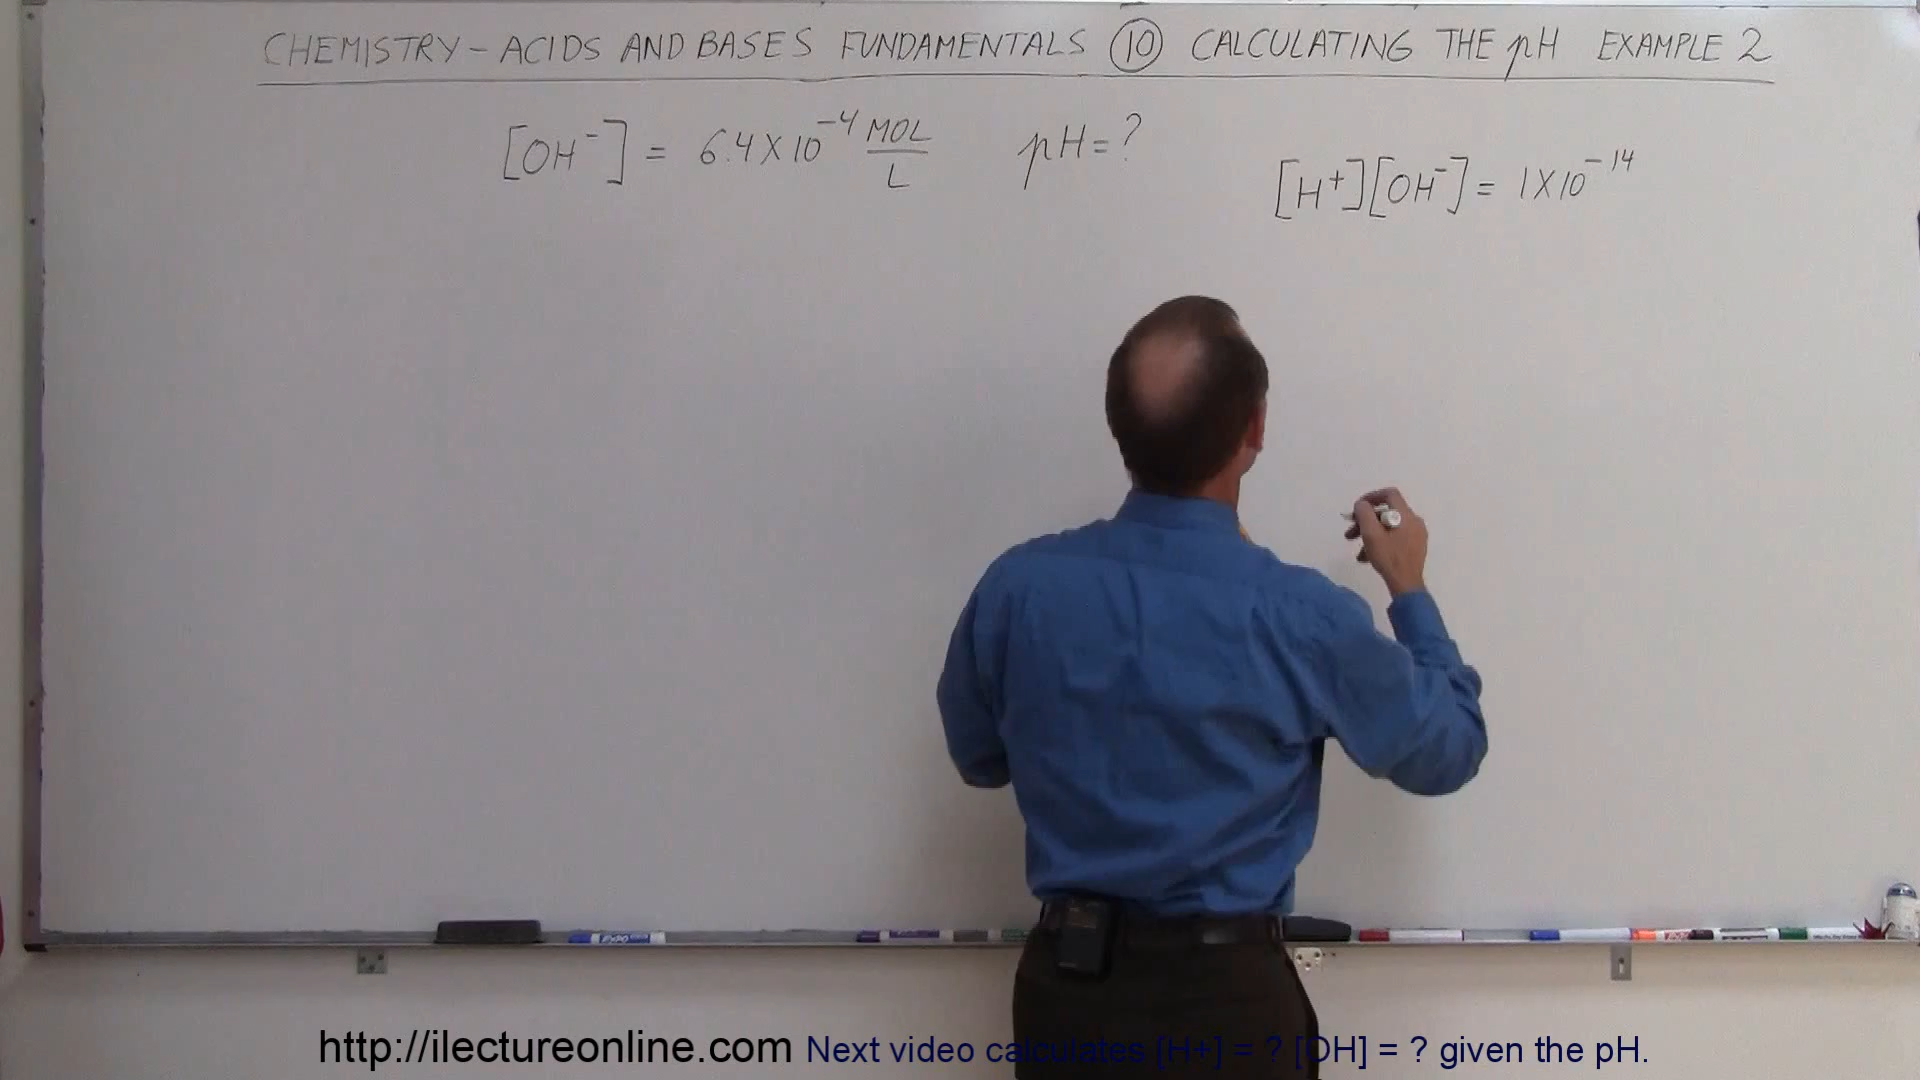 CHEMISTRY - ACIDS AND BASES FUNDAMENTALS ⑩ CALCULATING THE pH EXAMPLE 2
[OH⁻] = 6.4 X 10⁻⁴ MOL/L pH = ?
[H⁺][OH⁻] = 1 X 10⁻¹⁴
http://ilectureonline.com Next video calculates [H+] = ? [OH] = ? given the pH.